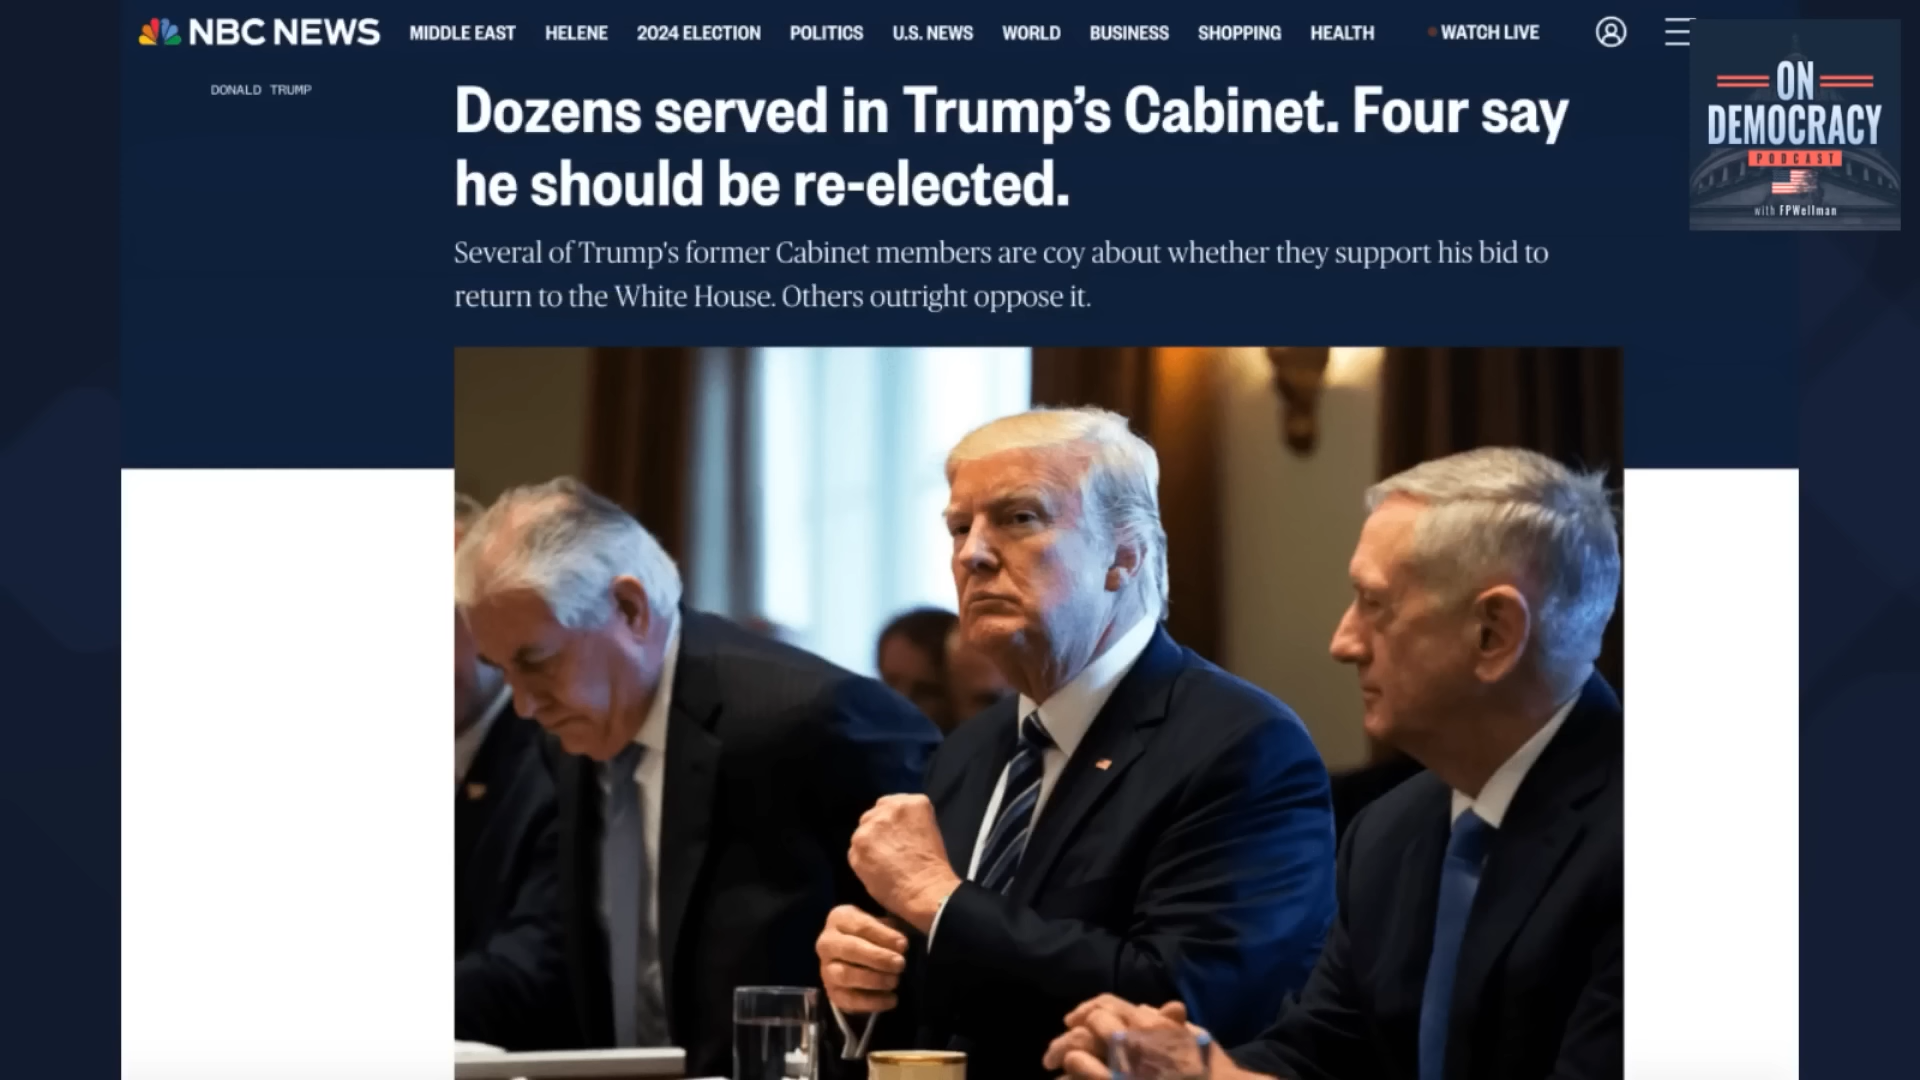 NBC NEWS MIDDLE EAST HELENE 2024 ELECTION POLITICS U.S. NEWS WORLD BUSINESS SHOPPING HEALTH WATCH LIVE
DONALD TRUMP
Dozens served in Trump’s Cabinet. Four say
he should be re-elected.
Several of Trump's former Cabinet members are coy about whether they support his bid to
return to the White House. Others outright oppose it.
ON
DEMOCRACY
PODCAST
with FPWellman